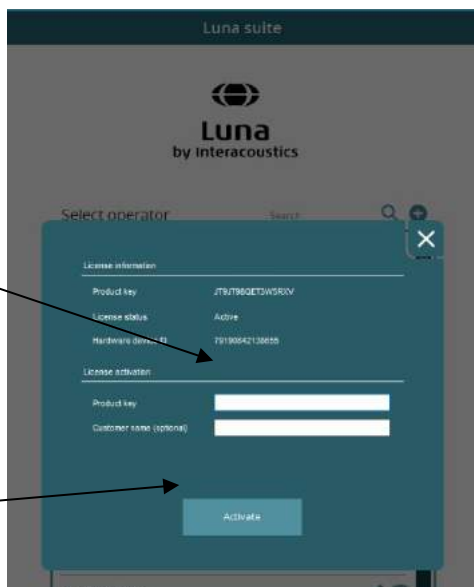 Luna suite
Luna
by Interacoustics
Select operator Search
License information
Product key JT9JT98QET3WSRXV
License status Active
Hardware device ID 79190842138655
License activation
Product key
Customer name (optional)
Activate